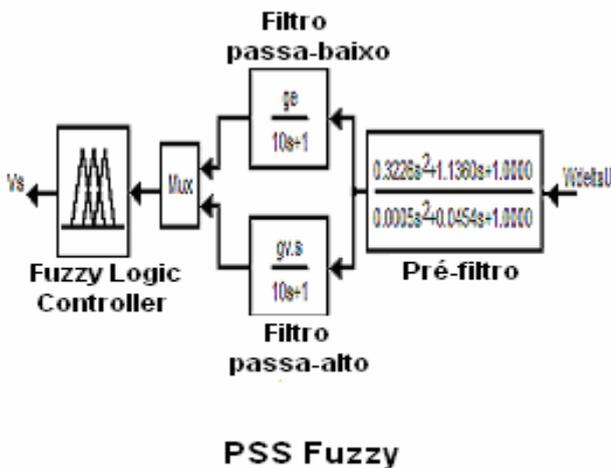 Filtro
passa-baixo
ge
10s+1
Vs
Mux
Fuzzy Logic
Controller
gv.s
10s+1
Filtro
passa-alto
0.3226s²+1.1360s+1.0000
0.0005s²+0.0454s+1.0000
Pré-filtro
PSS Fuzzy